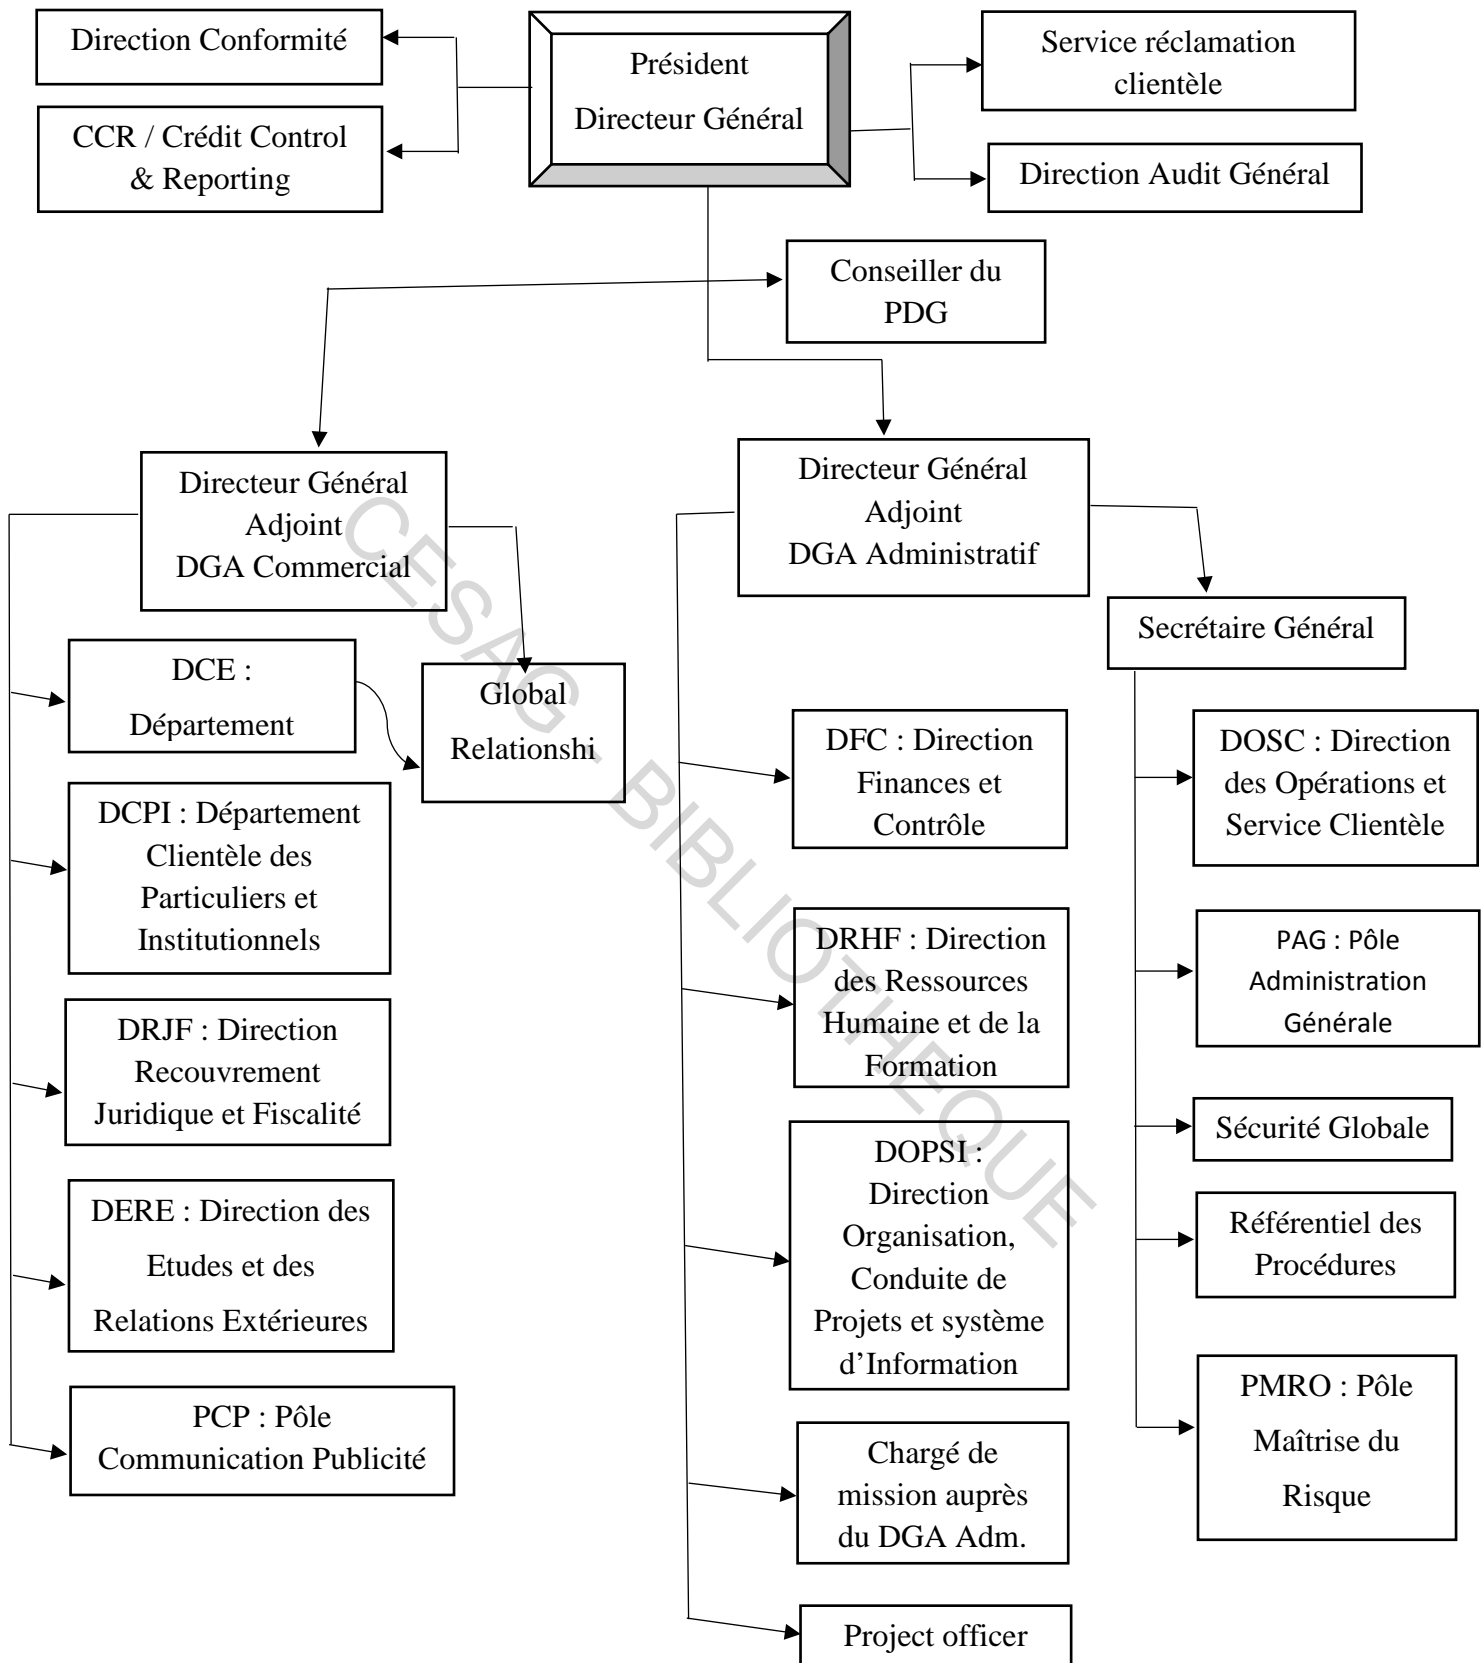 Direction Conformité
CCR / Crédit Control
& Reporting
Président
Directeur Général
Service réclamation
clientèle
Direction Audit Général
Conseiller du
PDG
Directeur Général
Adjoint
DGA Commercial
Directeur Général
Adjoint
DGA Administratif
Secrétaire Général
DCE :
Département
Global
Relationshi
DCPI : Département
Clientèle des
Particuliers et
Institutionnels
DRJF : Direction
Recouvrement
Juridique et Fiscalité
DERE : Direction des
Etudes et des
Relations Extérieures
PCP : Pôle
Communication Publicité
DFC : Direction
Finances et
Contrôle
DRHF : Direction
des Ressources
Humaine et de la
Formation
DOPSI :
Direction
Organisation,
Conduite de
Projets et système
d’Information
Chargé de
mission auprès
du DGA Adm.
Project officer
DOSC : Direction
des Opérations et
Service Clientèle
PAG : Pôle
Administration
Générale
Sécurité Globale
Référentiel des
Procédures
PMRO : Pôle
Maîtrise du
Risque
CESAG - BIBLIOTHEQUE